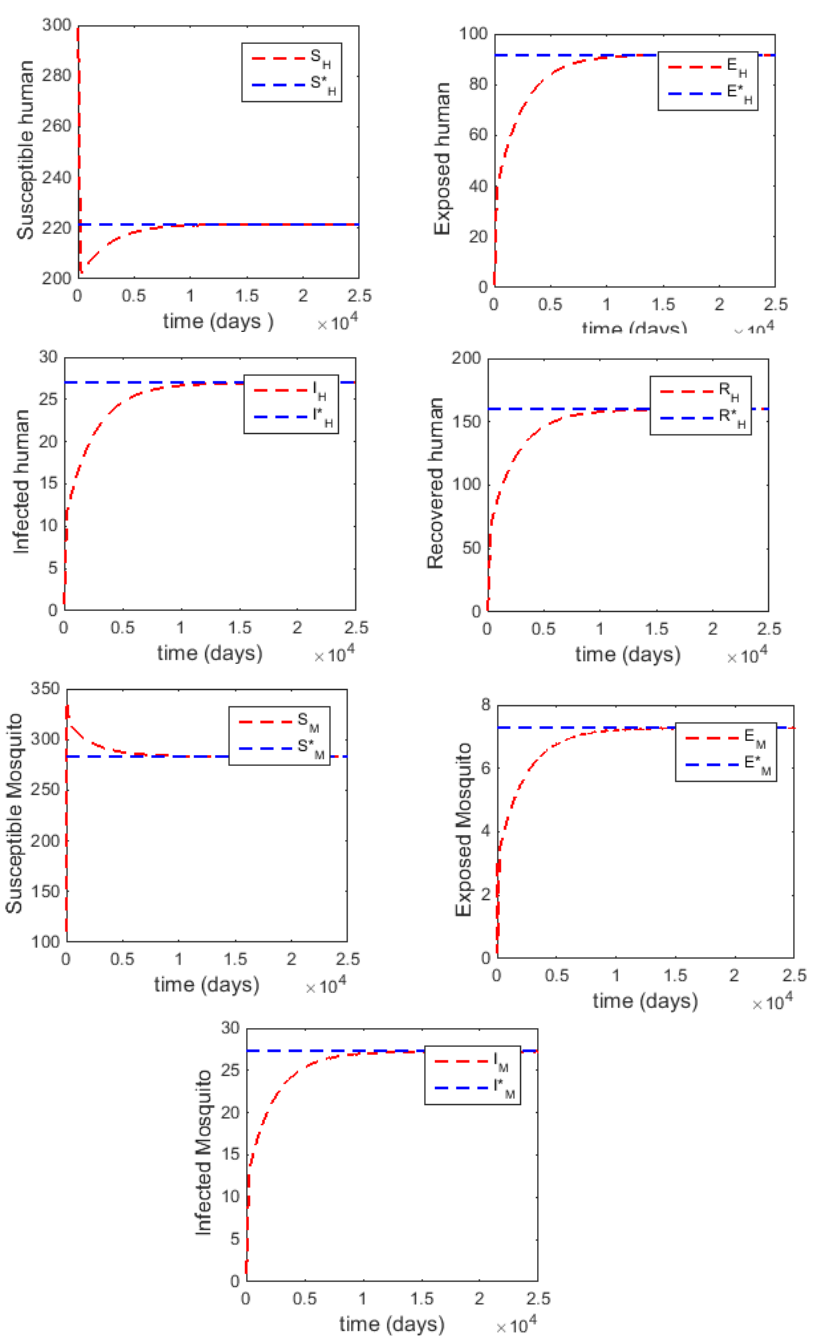 300
280
260
240
220
200
Susceptible human
S_H
S*_H
0 0.5 1 1.5 2 2.5
time (days ) ×10^4
100
80
60
40
20
0
Exposed human
E_H
E*_H
0 0.5 1 1.5 2 2.5
time (days) ×10^4
30
25
20
15
10
5
0
Infected human
I_H
I*_H
0 0.5 1 1.5 2 2.5
time (days) ×10^4
200
150
100
50
0
Recovered human
R_H
R*_H
0 0.5 1 1.5 2 2.5
time (days) ×10^4
350
300
250
200
150
100
Susceptible Mosquito
S_M
S*_M
0 0.5 1 1.5 2 2.5
time (days) ×10^4
8
6
4
2
0
Exposed Mosquito
E_M
E*_M
0 0.5 1 1.5 2 2.5
time (days) ×10^4
30
25
20
15
10
5
0
Infected Mosquito
I_M
I*_M
0 0.5 1 1.5 2 2.5
time (days) ×10^4